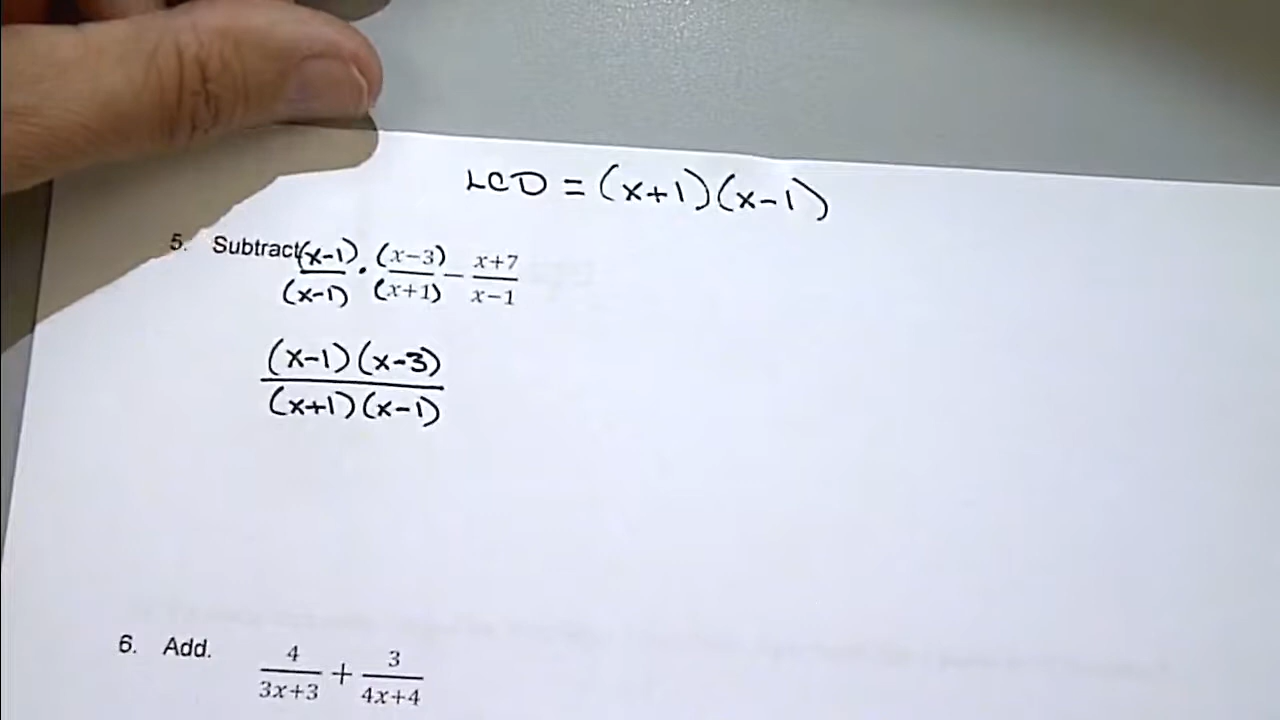 LCD = (x+1)(x-1)
5. Subtract (x-1)/(x-1) · (x-3)/(x+1) − (x+7)/(x−1)
(x-1)(x-3)
(x+1)(x-1)
6. Add. 4/(3x+3) + 3/(4x+4)